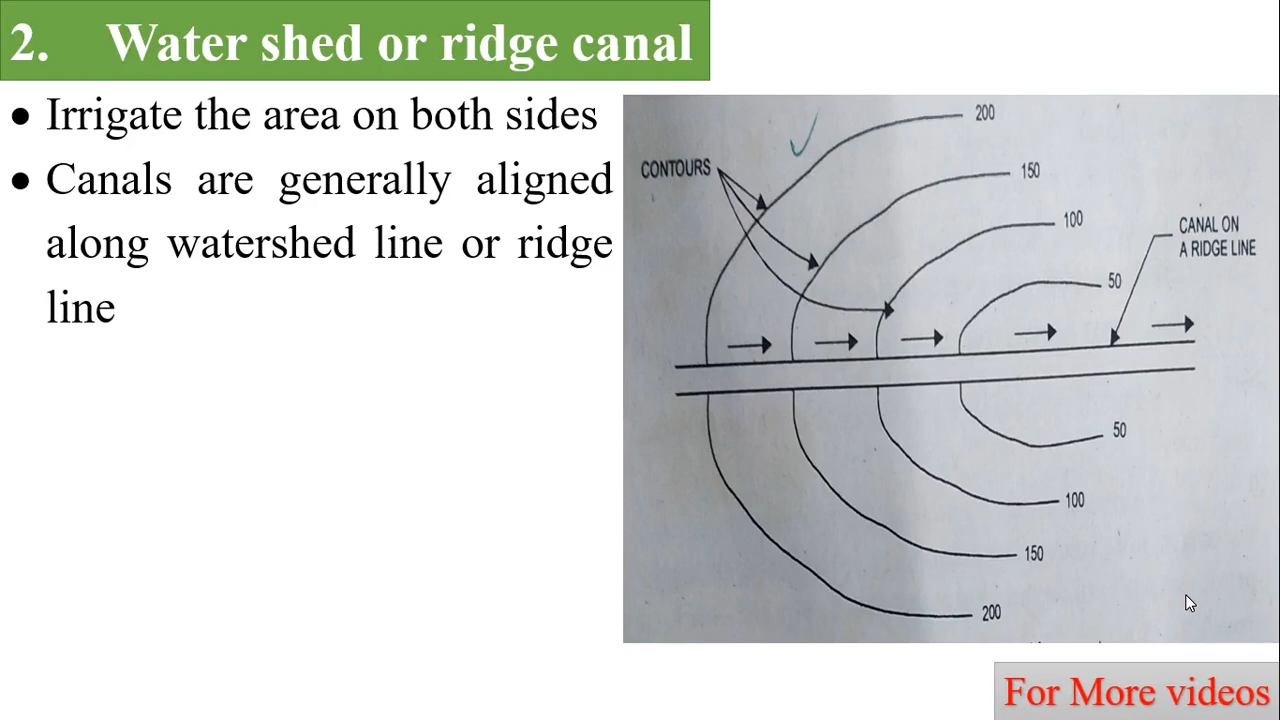 2. Water shed or ridge canal
• Irrigate the area on both sides
• Canals are generally aligned
along watershed line or ridge
line
200
CONTOURS
150
100
CANAL ON
A RIDGE LINE
50
50
100
150
200
For More videos